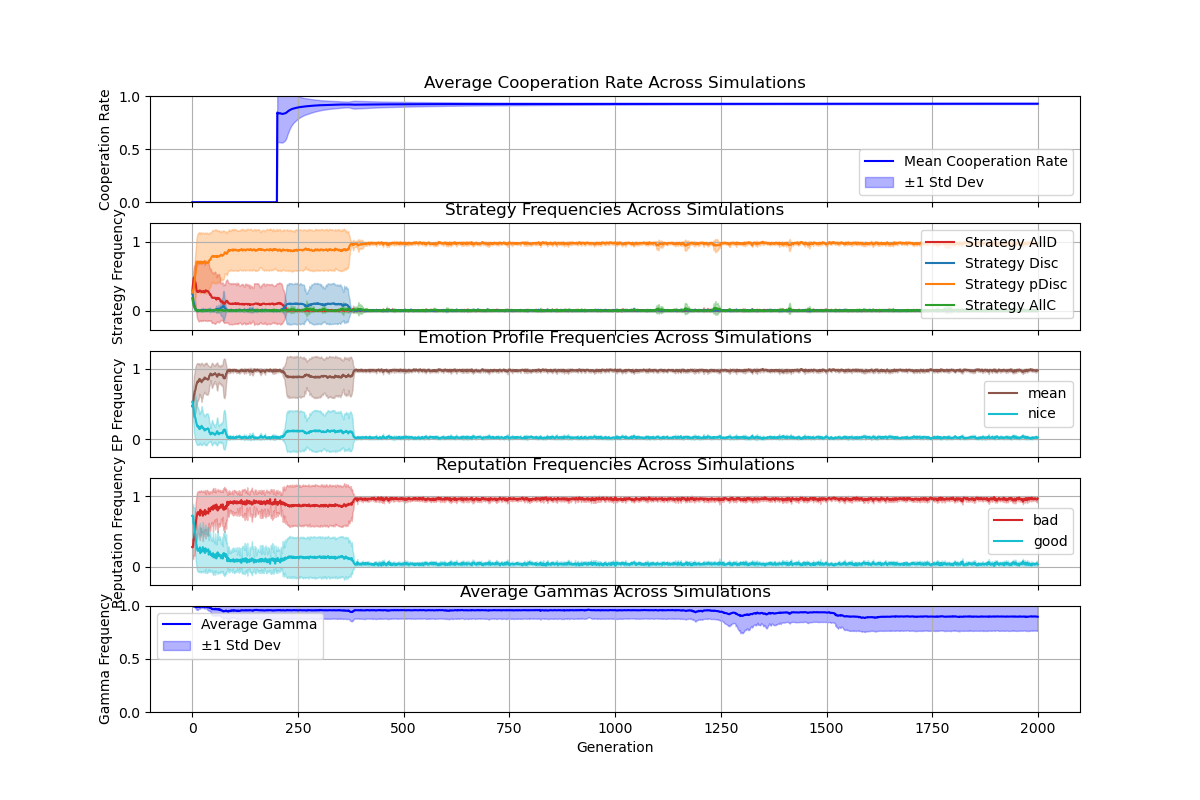 Average Cooperation Rate Across Simulations
Cooperation Rate
1.0
0.5
0.0
Mean Cooperation Rate
±1 Std Dev
Strategy Frequencies Across Simulations
Strategy Frequency
1
0
Strategy AllD
Strategy Disc
Strategy pDisc
Strategy AllC
Emotion Profile Frequencies Across Simulations
EP Frequency
1
0
mean
nice
Reputation Frequencies Across Simulations
Reputation Frequency
1
0
bad
good
Average Gammas Across Simulations
Gamma Frequency
1.0
0.5
0.0
Average Gamma
±1 Std Dev
0 250 500 750 1000 1250 1500 1750 2000
Generation